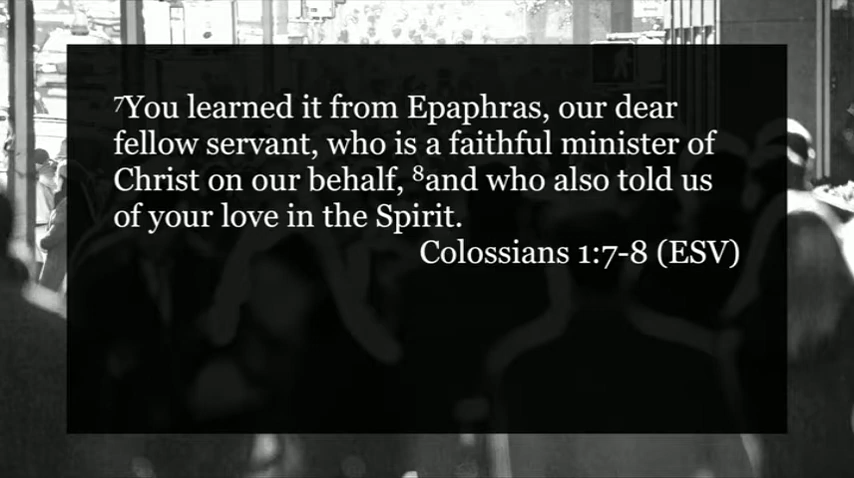 ⁷You learned it from Epaphras, our dear
fellow servant, who is a faithful minister of
Christ on our behalf, ⁸and who also told us
of your love in the Spirit.
Colossians 1:7-8 (ESV)